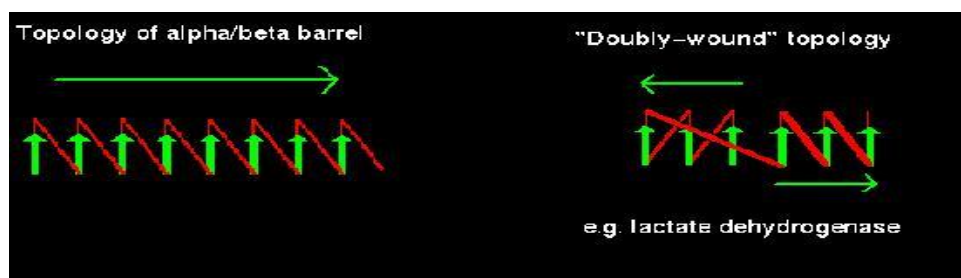 Topology of alpha/beta barrel
"Doubly-wound" topology
e.g. lactate dehydrogenase